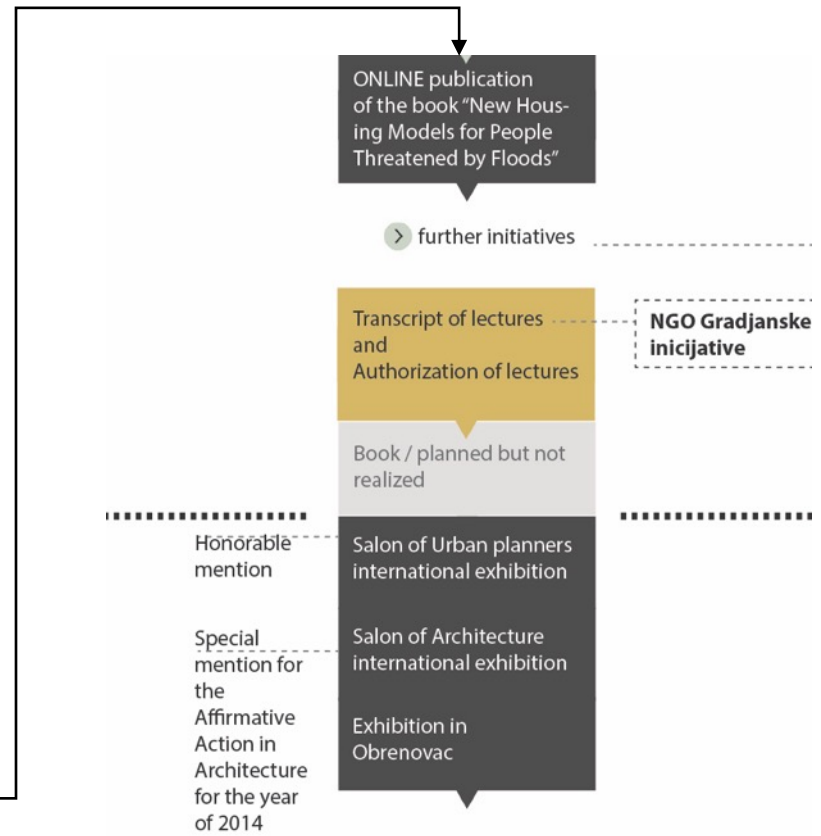 ONLINE publication
of the book “New Hous-
ing Models for People
Threatened by Floods”
> further initiatives
Transcript of lectures
and
Authorization of lectures
NGO Gradjanske
inicijative
Book / planned but not
realized
Honorable
mention
Salon of Urban planners
international exhibition
Special
mention for
the
Affirmative
Action in
Architecture
for the year
of 2014
Salon of Architecture
international exhibition
Exhibition in
Obrenovac